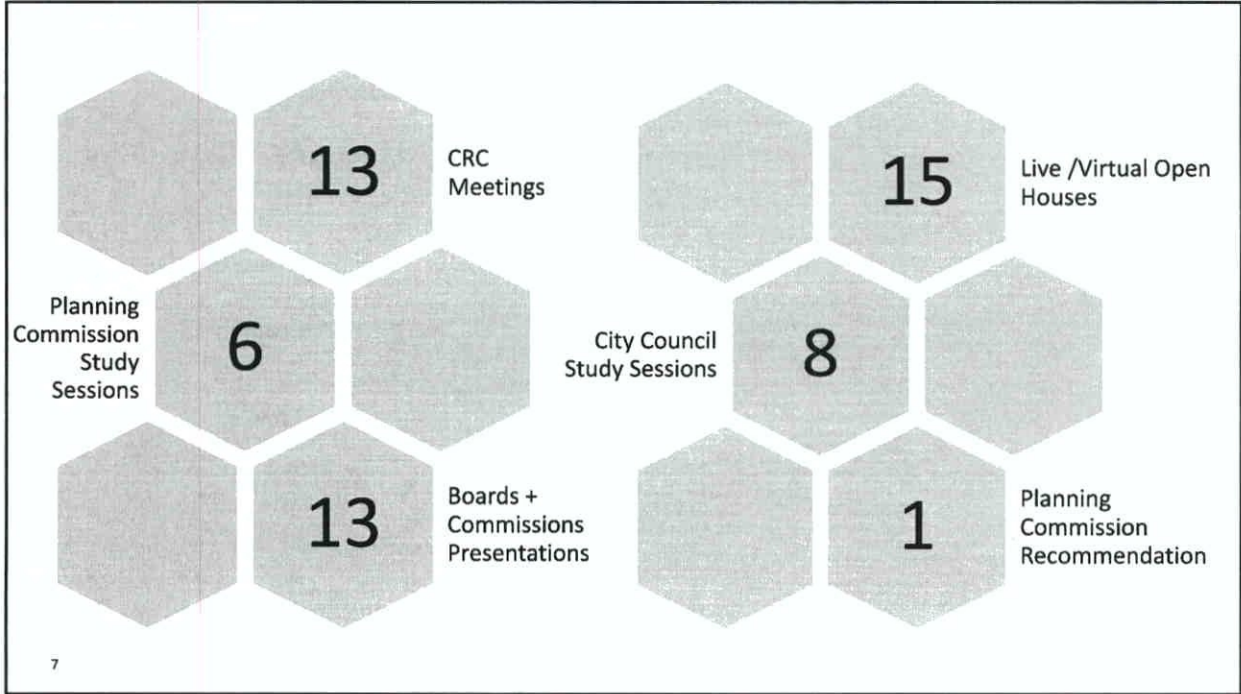 13
CRC
Meetings
Planning
Commission
Study
Sessions
6
13
Boards +
Commissions
Presentations
15
Live /Virtual Open
Houses
City Council
Study Sessions
8
1
Planning
Commission
Recommendation
7